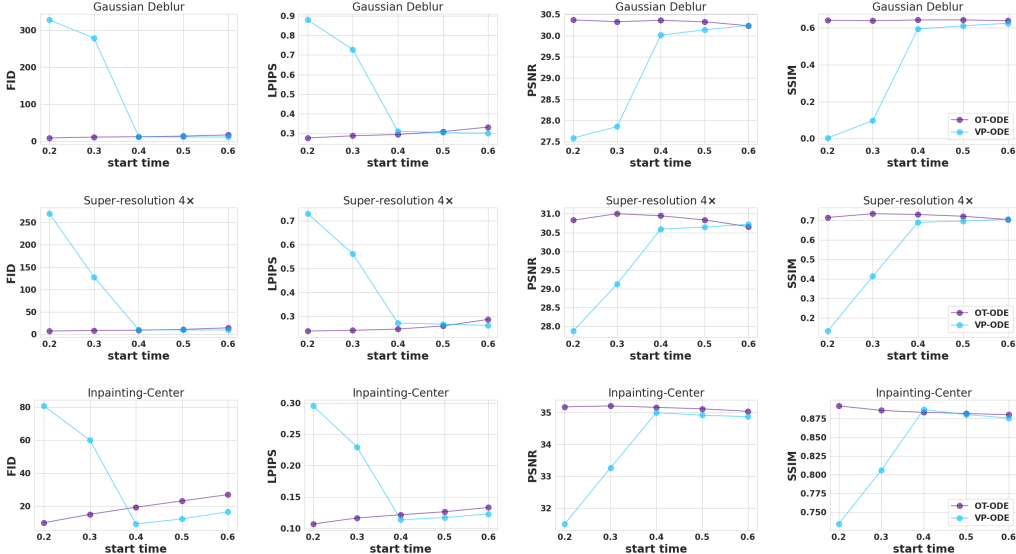 Gaussian Deblur
FID
300
200
100
0
0.2 0.3 0.4 0.5 0.6
start time
LPIPS
0.9
0.8
0.7
0.6
0.5
0.4
0.3
0.2 0.3 0.4 0.5 0.6
start time
Gaussian Deblur
PSNR
30.5
30.0
29.5
29.0
28.5
28.0
27.5
0.2 0.3 0.4 0.5 0.6
start time
Gaussian Deblur
SSIM
0.6
0.4
0.2
0.0
OT-ODE
VP-ODE
0.2 0.3 0.4 0.5 0.6
start time
Gaussian Deblur
Super-resolution 4×
FID
250
200
150
100
50
0
0.2 0.3 0.4 0.5 0.6
start time
Super-resolution 4×
LPIPS
0.7
0.6
0.5
0.4
0.3
0.2 0.3 0.4 0.5 0.6
start time
Super-resolution 4×
PSNR
31.0
30.5
30.0
29.5
29.0
28.5
28.0
0.2 0.3 0.4 0.5 0.6
start time
Super-resolution 4×
SSIM
0.7
0.6
0.5
0.4
0.3
0.2
OT-ODE
VP-ODE
0.2 0.3 0.4 0.5 0.6
start time
Inpainting-Center
FID
80
60
40
20
0.2 0.3 0.4 0.5 0.6
start time
Inpainting-Center
LPIPS
0.30
0.25
0.20
0.15
0.10
0.2 0.3 0.4 0.5 0.6
start time
Inpainting-Center
PSNR
35
34
33
32
0.2 0.3 0.4 0.5 0.6
start time
Inpainting-Center
SSIM
0.875
0.850
0.825
0.800
0.775
0.750
OT-ODE
VP-ODE
0.2 0.3 0.4 0.5 0.6
start time